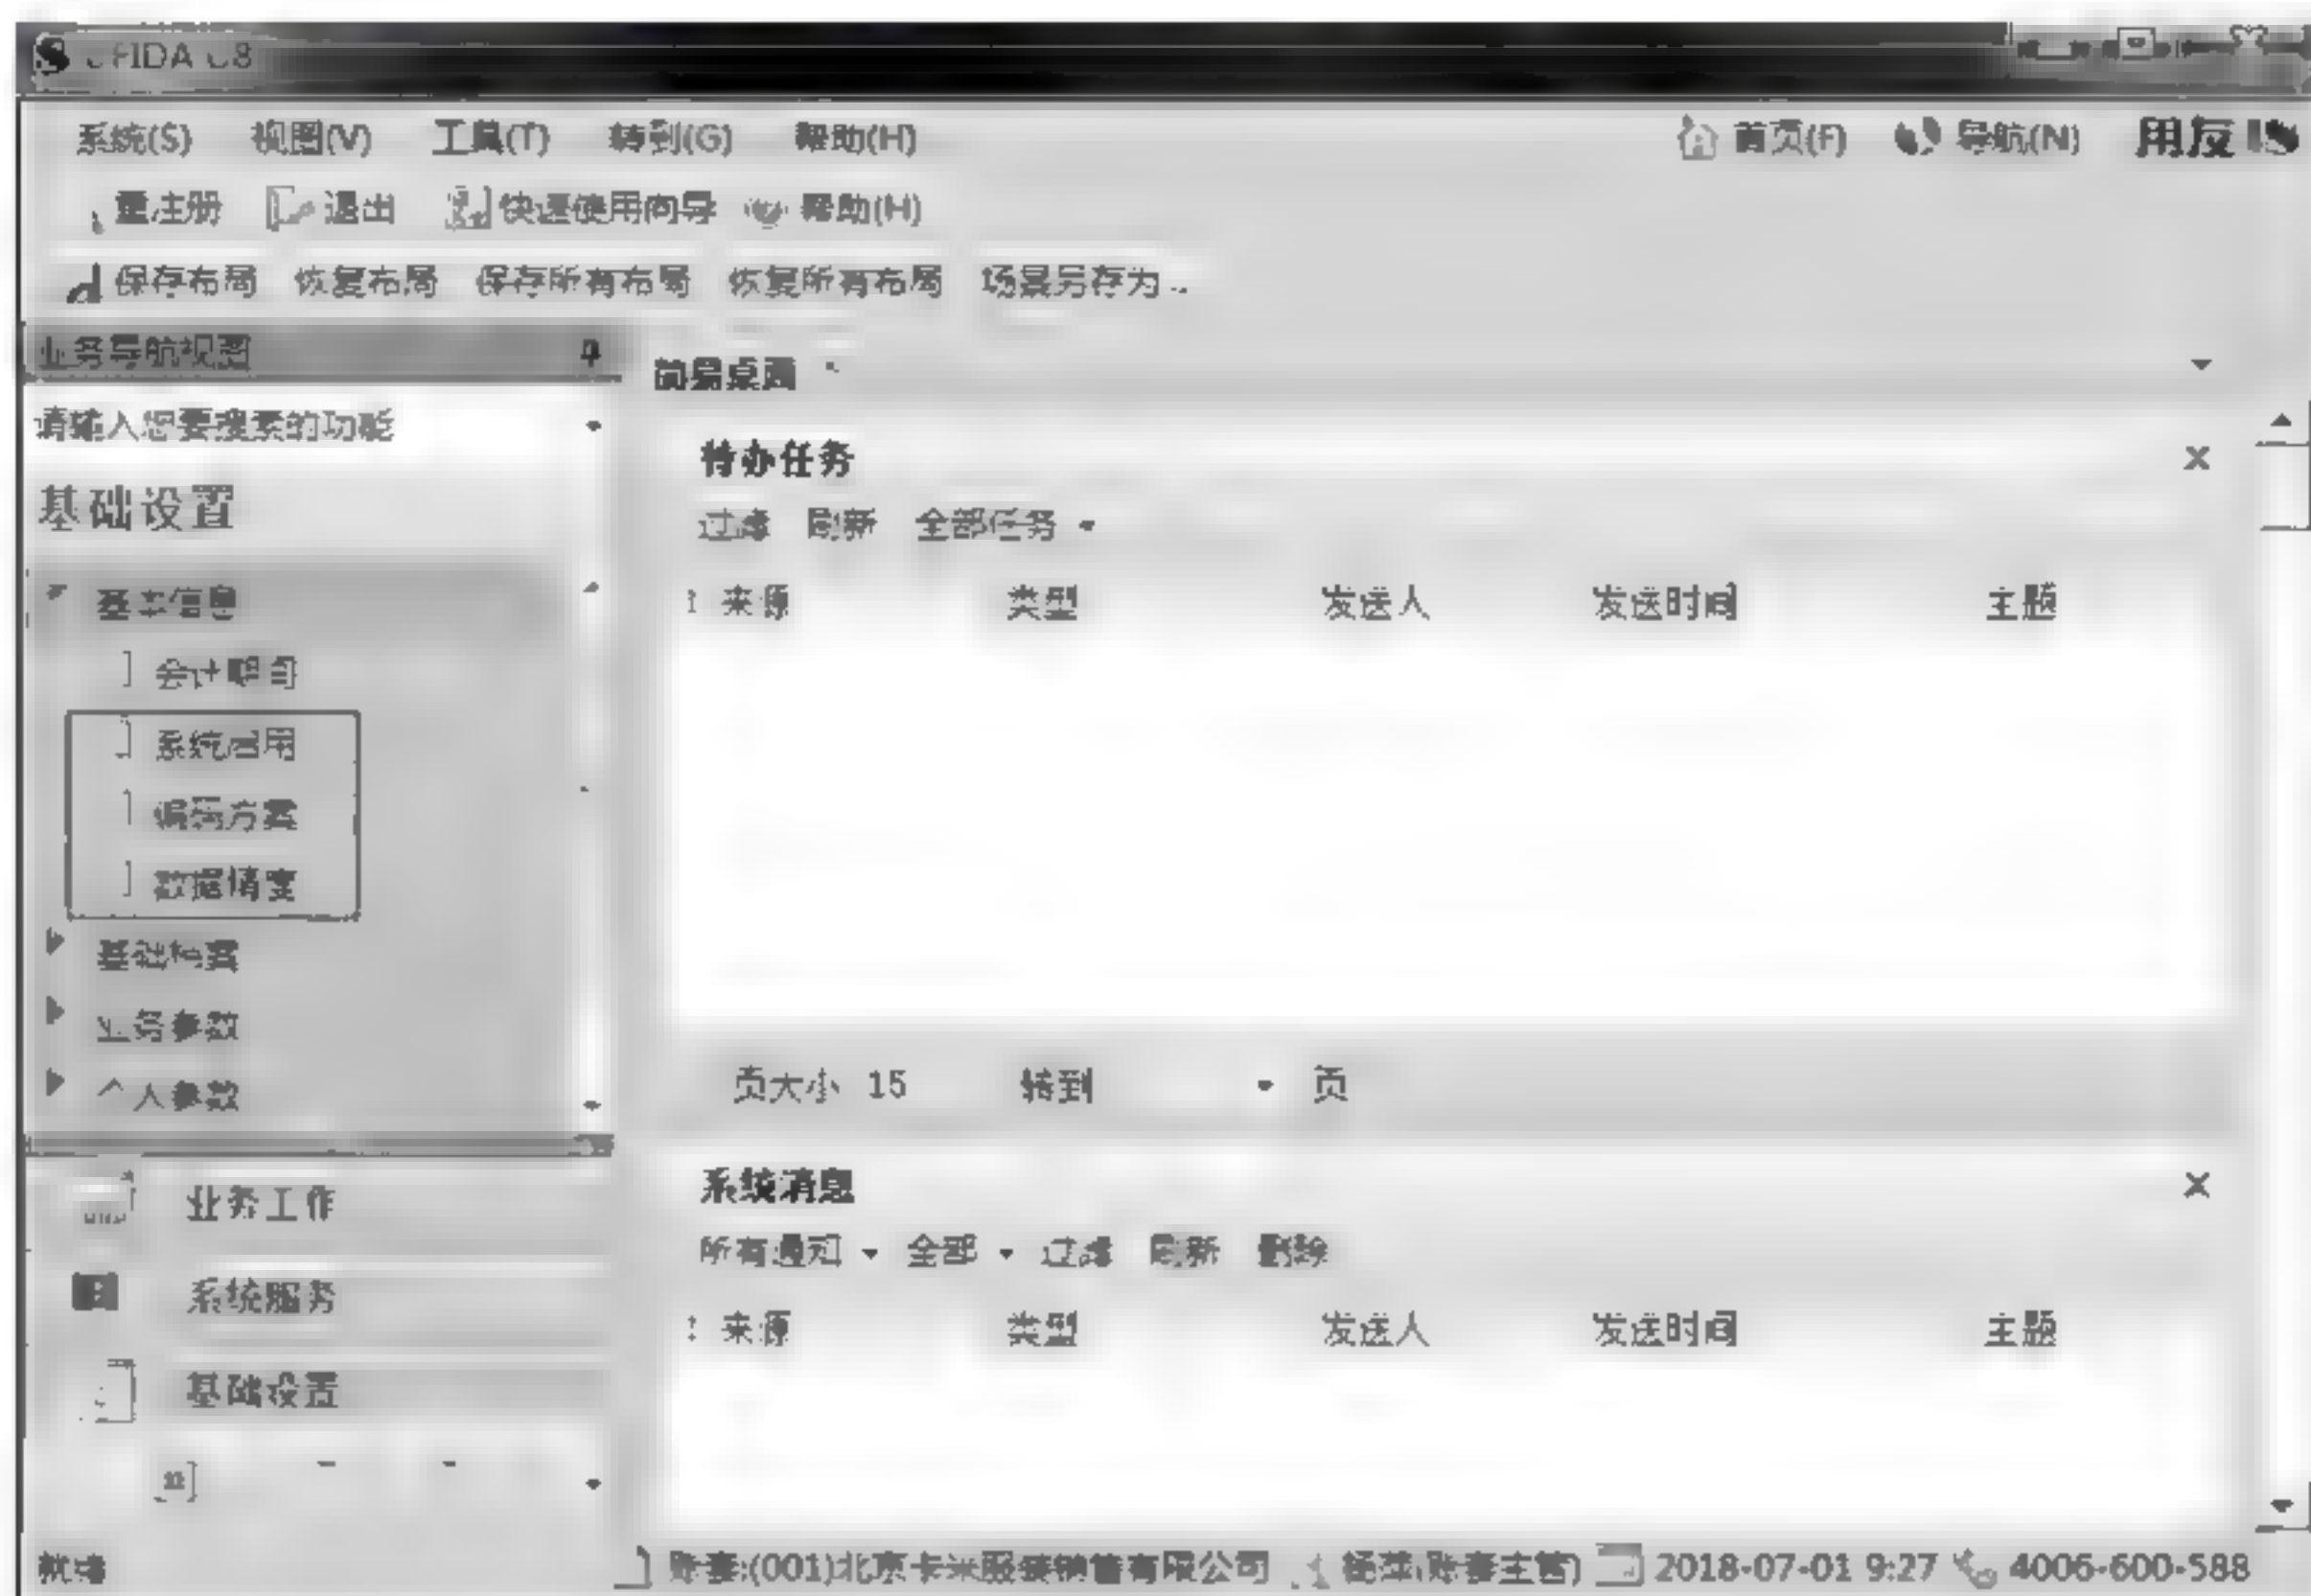 UFIDA U8
系统(S) 视图(V) 工具(T) 转到(G) 帮助(H) 首页(F) 导航(N) 用友 U8
重注册 退出 快速使用向导 帮助(H)
保存布局 恢复布局 保存所有布局 恢复所有布局 场景另存为...
业务导航视图
请输入您要搜索的功能
基础设置
基本信息
会计期间
系统启用
编码方案
数据精度
基础档案
业务参数
个人参数
业务工作
系统服务
基础设置
简易桌面
待办任务
过滤 刷新 全部任务
! 来源 类型 发送人 发送时间 主题
页大小 15 转到 页
系统消息
所有通知 全部 过滤 刷新 删除
! 来源 类型 发送人 发送时间 主题
就绪 账套:(001)北京卡米服装销售有限公司 杨萍(账套主管) 2018-07-01 9:27 4006-600-588